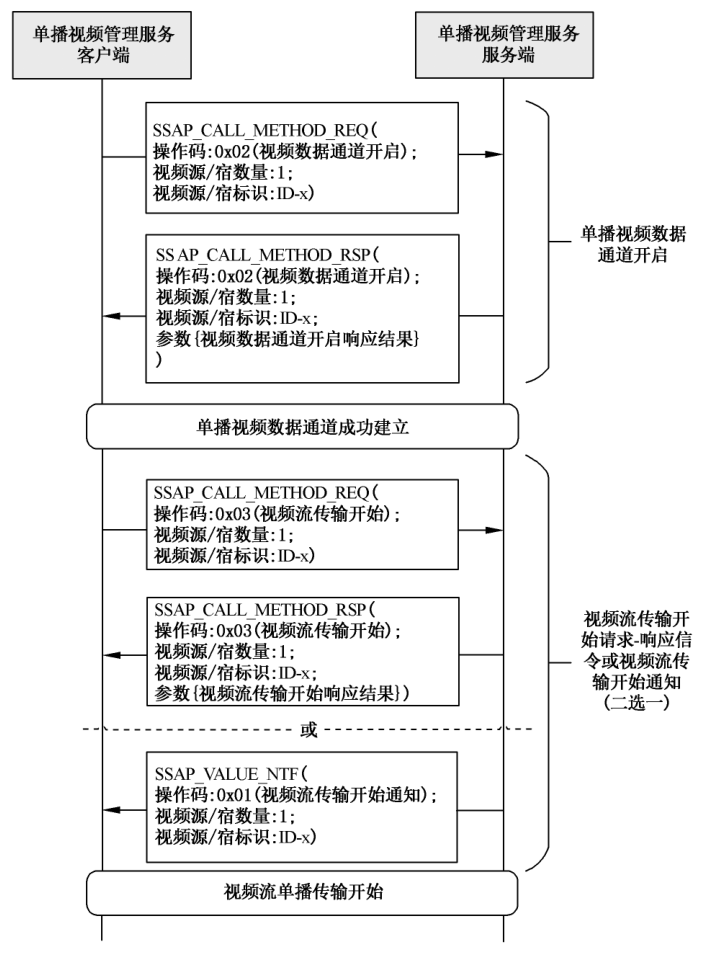 单播视频管理服务
客户端
单播视频管理服务
服务端
SSAP_CALL_METHOD_REQ(
操作码:0x02(视频数据通道开启);
视频源/宿数量:1;
视频源/宿标识:ID-x)
SSAP_CALL_METHOD_RSP(
操作码:0x02(视频数据通道开启);
视频源/宿数量:1;
视频源/宿标识:ID-x;
参数{视频数据通道开启响应结果}
)
单播视频数据
通道开启
单播视频数据通道成功建立
SSAP_CALL_METHOD_REQ(
操作码:0x03(视频流传输开始);
视频源/宿数量:1;
视频源/宿标识:ID-x)
SSAP_CALL_METHOD_RSP(
操作码:0x03(视频流传输开始);
视频源/宿数量:1;
视频源/宿标识:ID-x;
参数{视频流传输开始响应结果})
视频流传输开
始请求-响应信
令或视频流传
输开始通知
(二选一)
或
SSAP_VALUE_NTF(
操作码:0x01(视频流传输开始通知);
视频源/宿数量:1;
视频源/宿标识:ID-x)
视频流单播传输开始